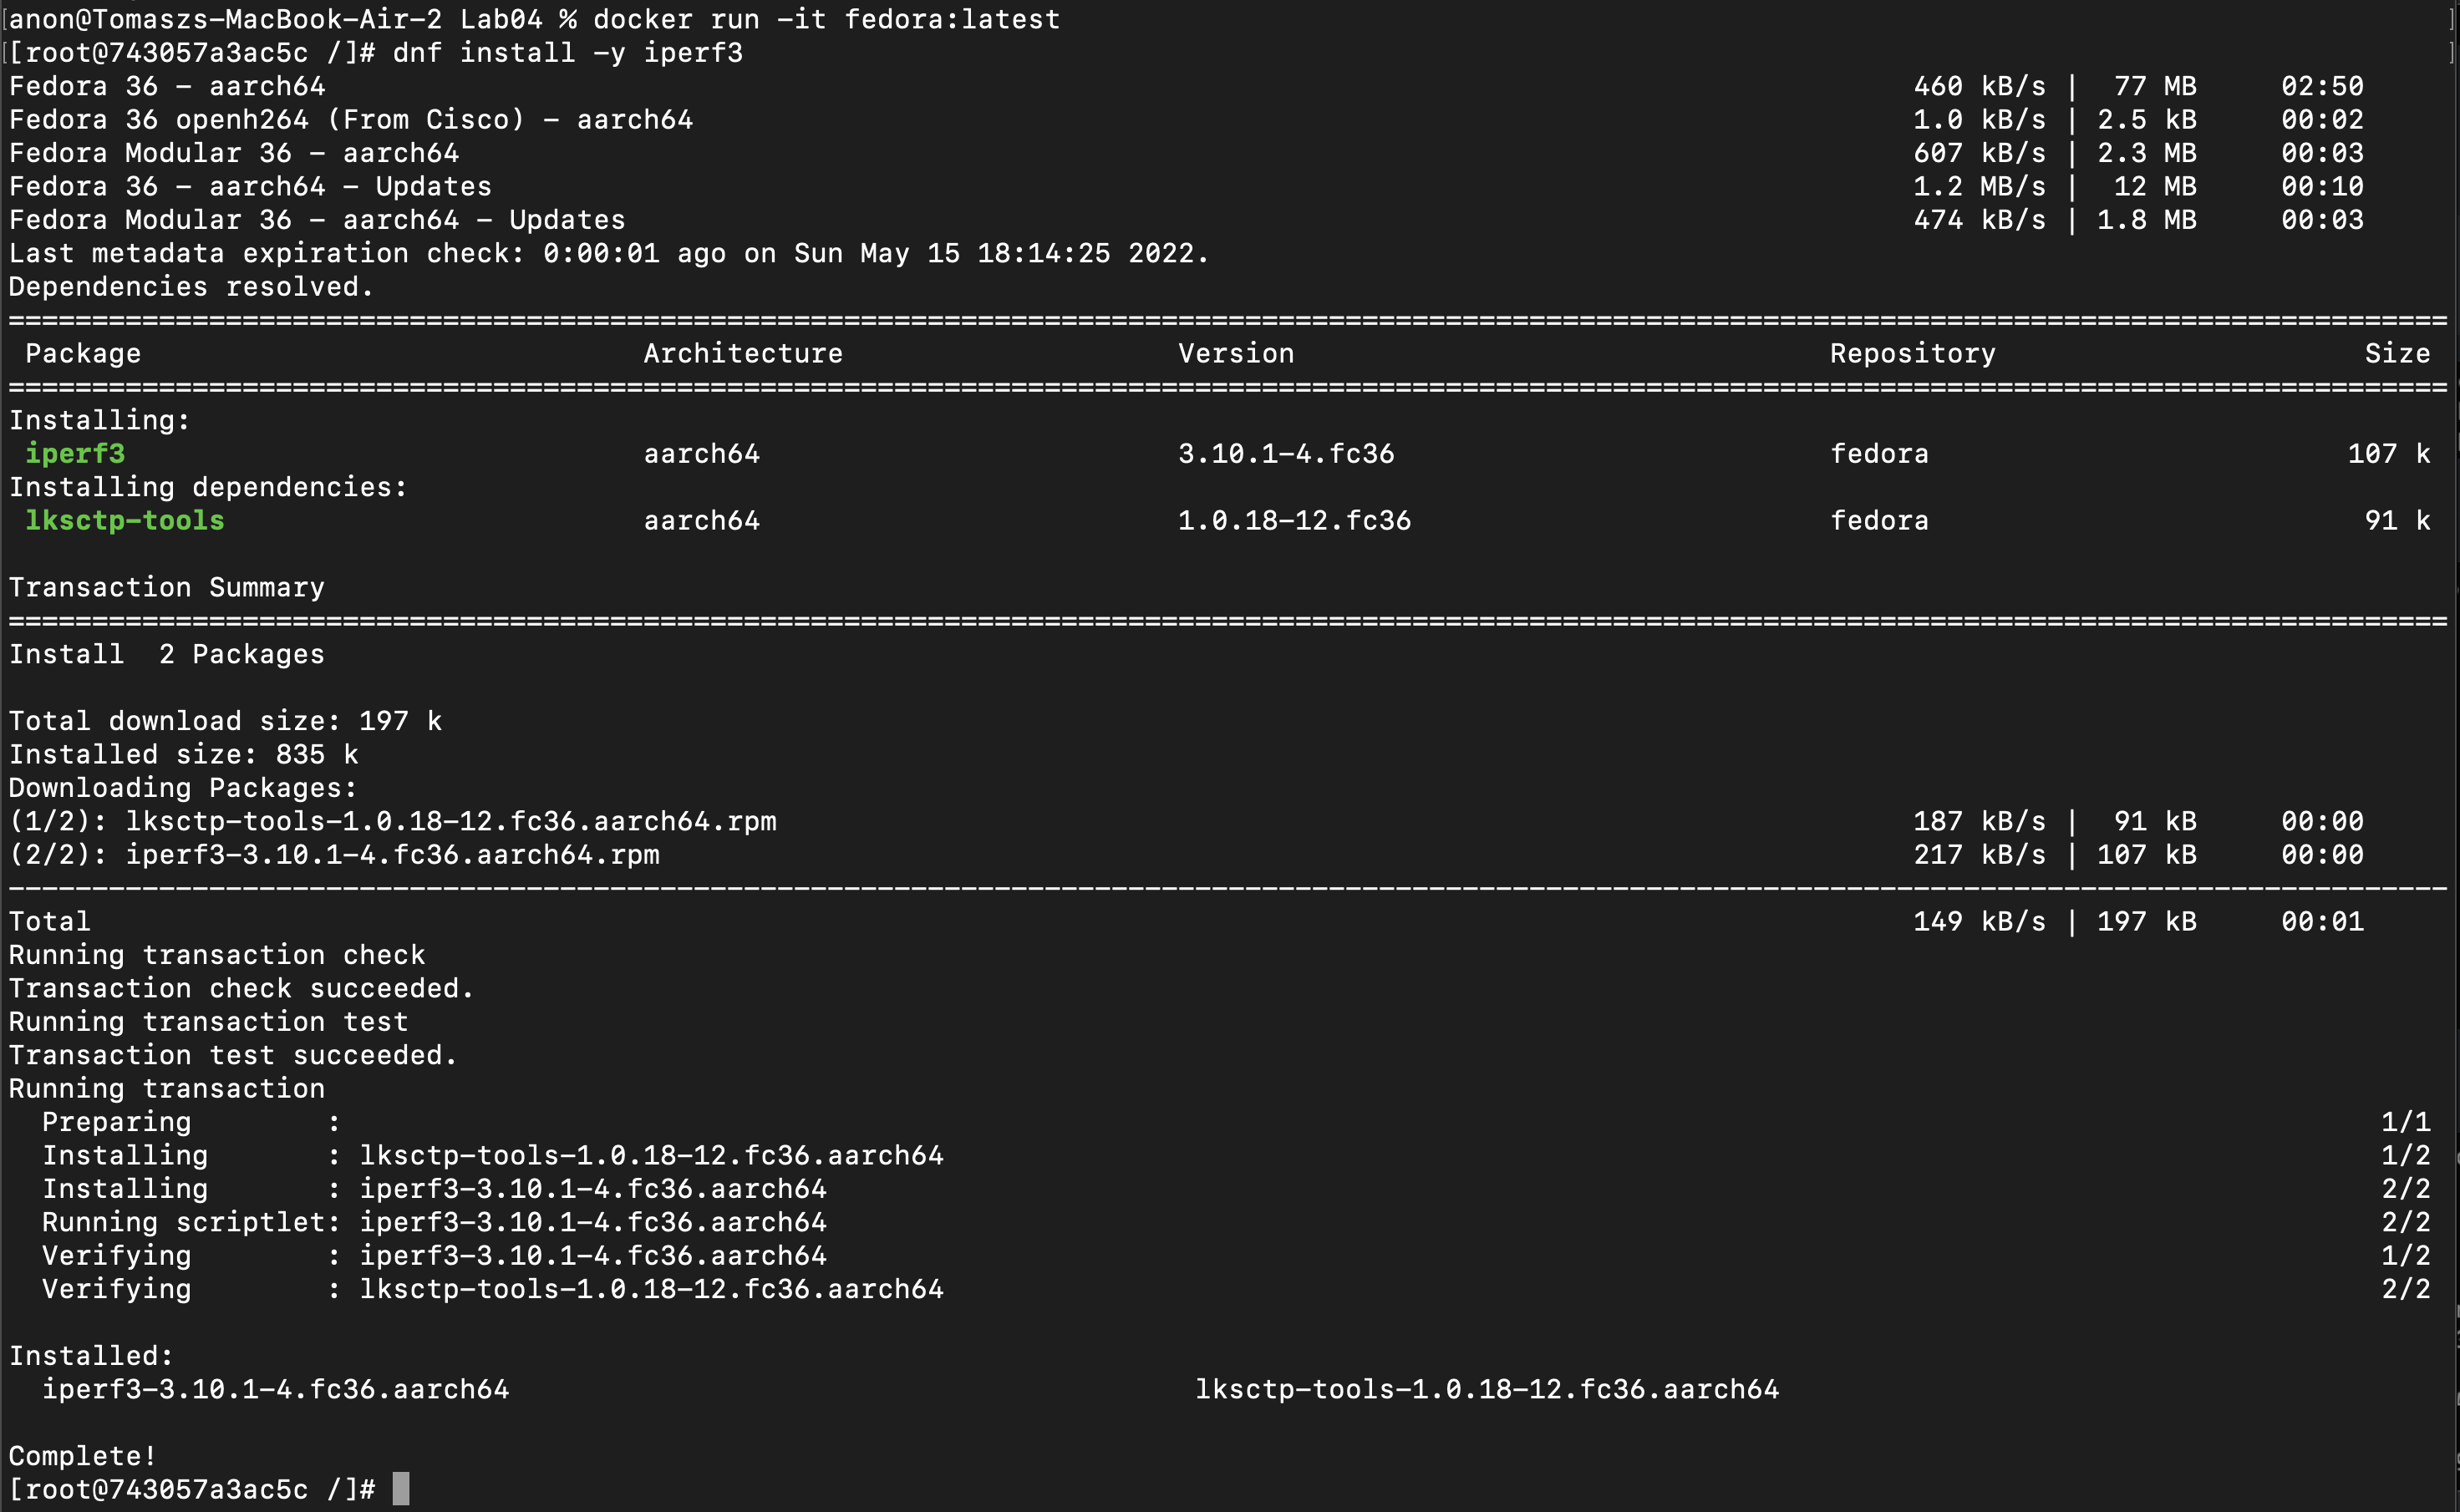 [anon@Tomaszs-MacBook-Air-2 Lab04 % docker run -it fedora:latest ]
[[root@743057a3ac5c /]# dnf install -y iperf3 ]
Fedora 36 - aarch64 460 kB/s | 77 MB 02:50
Fedora 36 openh264 (From Cisco) - aarch64 1.0 kB/s | 2.5 kB 00:02
Fedora Modular 36 - aarch64 607 kB/s | 2.3 MB 00:03
Fedora 36 - aarch64 - Updates 1.2 MB/s | 12 MB 00:10
Fedora Modular 36 - aarch64 - Updates 474 kB/s | 1.8 MB 00:03
Last metadata expiration check: 0:00:01 ago on Sun May 15 18:14:25 2022.
Dependencies resolved.
Package Architecture Version Repository Size
Installing:
iperf3 aarch64 3.10.1-4.fc36 fedora 107 k
Installing dependencies:
lksctp-tools aarch64 1.0.18-12.fc36 fedora 91 k
Transaction Summary
Install 2 Packages
Total download size: 197 k
Installed size: 835 k
Downloading Packages:
(1/2): lksctp-tools-1.0.18-12.fc36.aarch64.rpm 187 kB/s | 91 kB 00:00
(2/2): iperf3-3.10.1-4.fc36.aarch64.rpm 217 kB/s | 107 kB 00:00
Total 149 kB/s | 197 kB 00:01
Running transaction check
Transaction check succeeded.
Running transaction test
Transaction test succeeded.
Running transaction
Preparing : 1/1
Installing : lksctp-tools-1.0.18-12.fc36.aarch64 1/2
Installing : iperf3-3.10.1-4.fc36.aarch64 2/2
Running scriptlet: iperf3-3.10.1-4.fc36.aarch64 2/2
Verifying : iperf3-3.10.1-4.fc36.aarch64 1/2
Verifying : lksctp-tools-1.0.18-12.fc36.aarch64 2/2
Installed:
iperf3-3.10.1-4.fc36.aarch64 lksctp-tools-1.0.18-12.fc36.aarch64
Complete!
[root@743057a3ac5c /]#